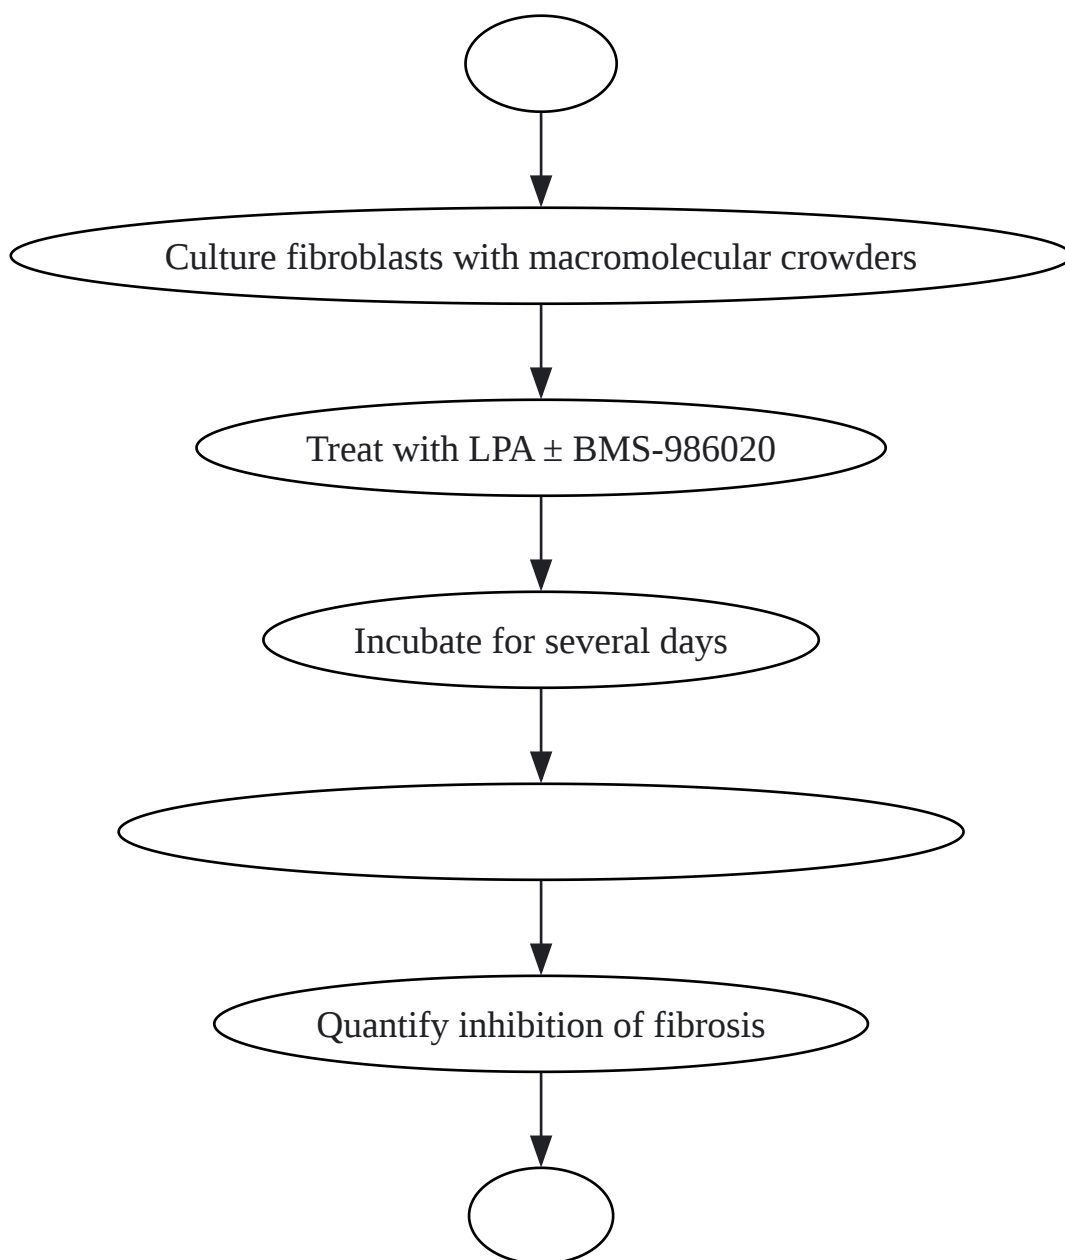 Culture fibroblasts with macromolecular crowders
Treat with LPA ± BMS-986020
Incubate for several days
Quantify inhibition of fibrosis